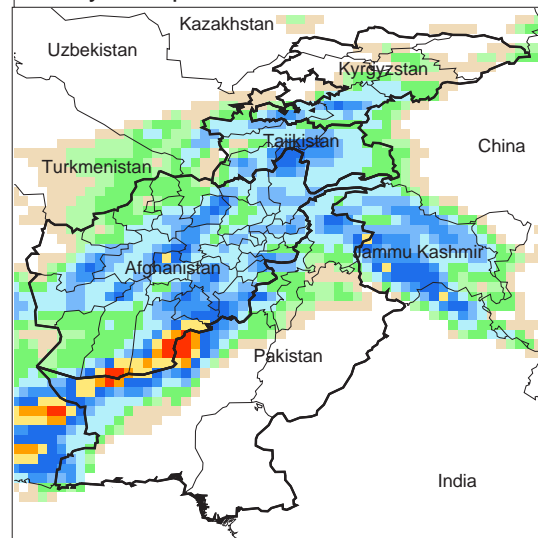 Kazakhstan
Uzbekistan
Kyrgyzstan
Tajikistan
China
Turkmenistan
Jammu Kashmir
Afghanistan
Pakistan
India